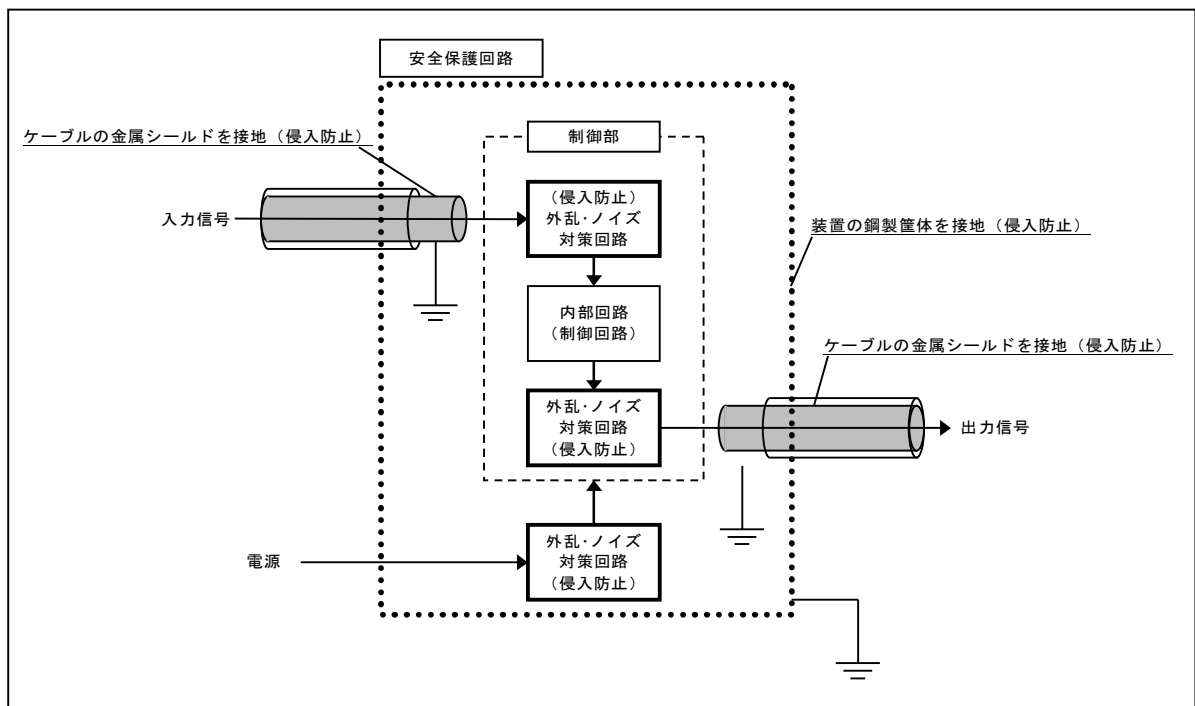 安全保護回路
ケーブルの金属シールドを接地（侵入防止）
制御部
入力信号
（侵入防止）
外乱・ノイズ
対策回路
装置の鋼製筐体を接地（侵入防止）
内部回路
（制御回路）
ケーブルの金属シールドを接地（侵入防止）
外乱・ノイズ
対策回路
（侵入防止）
出力信号
電源
外乱・ノイズ
対策回路
（侵入防止）